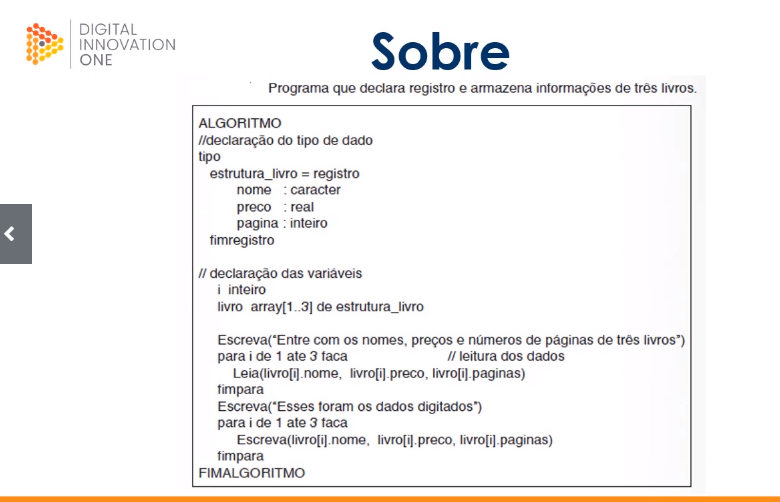 DIGITAL
INNOVATION
ONE
Sobre
Programa que declara registro e armazena informações de três livros.
ALGORITMO
//declaração do tipo de dado
tipo
estrutura_livro = registro
nome : caracter
preco : real
pagina : inteiro
fimregistro
// declaração das variáveis
i inteiro
livro array[1..3] de estrutura_livro
Escreva("Entre com os nomes, preços e números de páginas de três livros")
para i de 1 ate 3 faca // leitura dos dados
Leia(livro[i].nome, livro[i].preco, livro[i].paginas)
fimpara
Escreva("Esses foram os dados digitados")
para i de 1 ate 3 faca
Escreva(livro[i].nome, livro[i].preco, livro[i].paginas)
fimpara
FIMALGORITMO